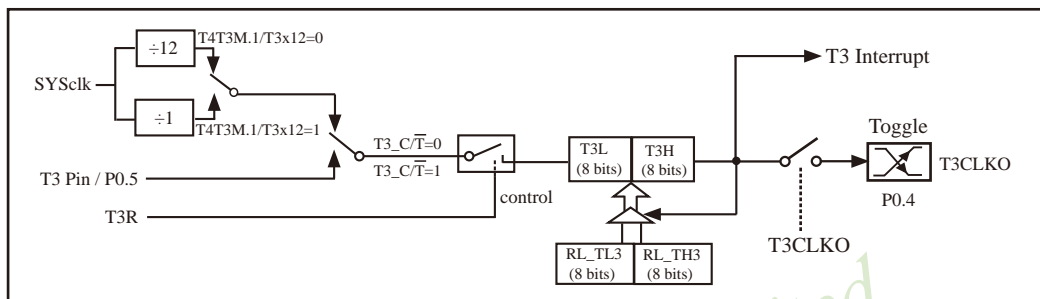 ÷12
T4T3M.1/T3x12=0
SYSclk
÷1
T4T3M.1/T3x12=1
T3 Pin / P0.5
T3R
T3_C/T̅=0
T3_C/T̅=1
control
T3L
(8 bits)
T3H
(8 bits)
RL_TL3
(8 bits)
RL_TH3
(8 bits)
T3 Interrupt
Toggle
T3CLKO
P0.4
T3CLKO